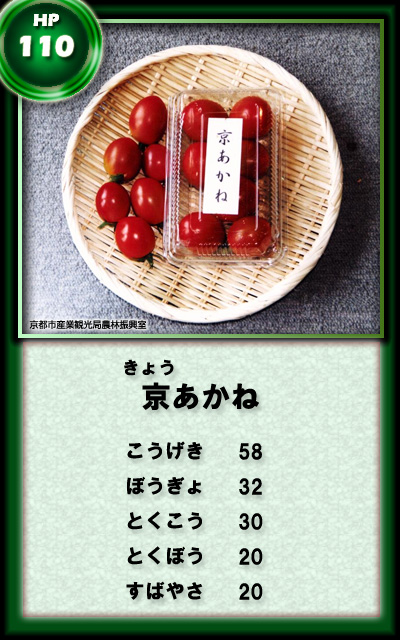 HP
110
京あかね
京都市産業観光局農林振興室
きょう
京あかね
こうげき 58
ぼうぎょ 32
とくこう 30
とくぼう 20
すばやさ 20